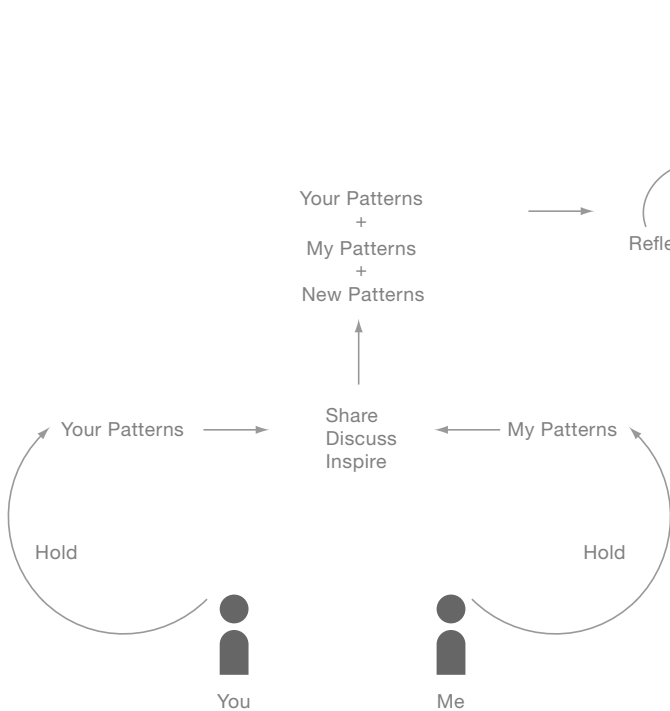 Your Patterns
+
My Patterns
+
New Patterns
Share
Discuss
Inspire
Your Patterns
My Patterns
Hold
Hold
You
Me